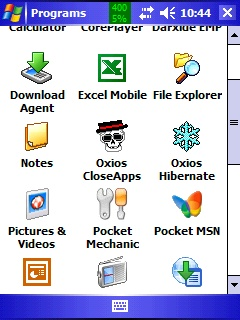 Programs 400 5% 10:44
Calculator CorePlayer Darxide EMP
Download Agent
Excel Mobile
File Explorer
Notes
Oxios CloseApps
Oxios Hibernate
Pictures & Videos
Pocket Mechanic
Pocket MSN